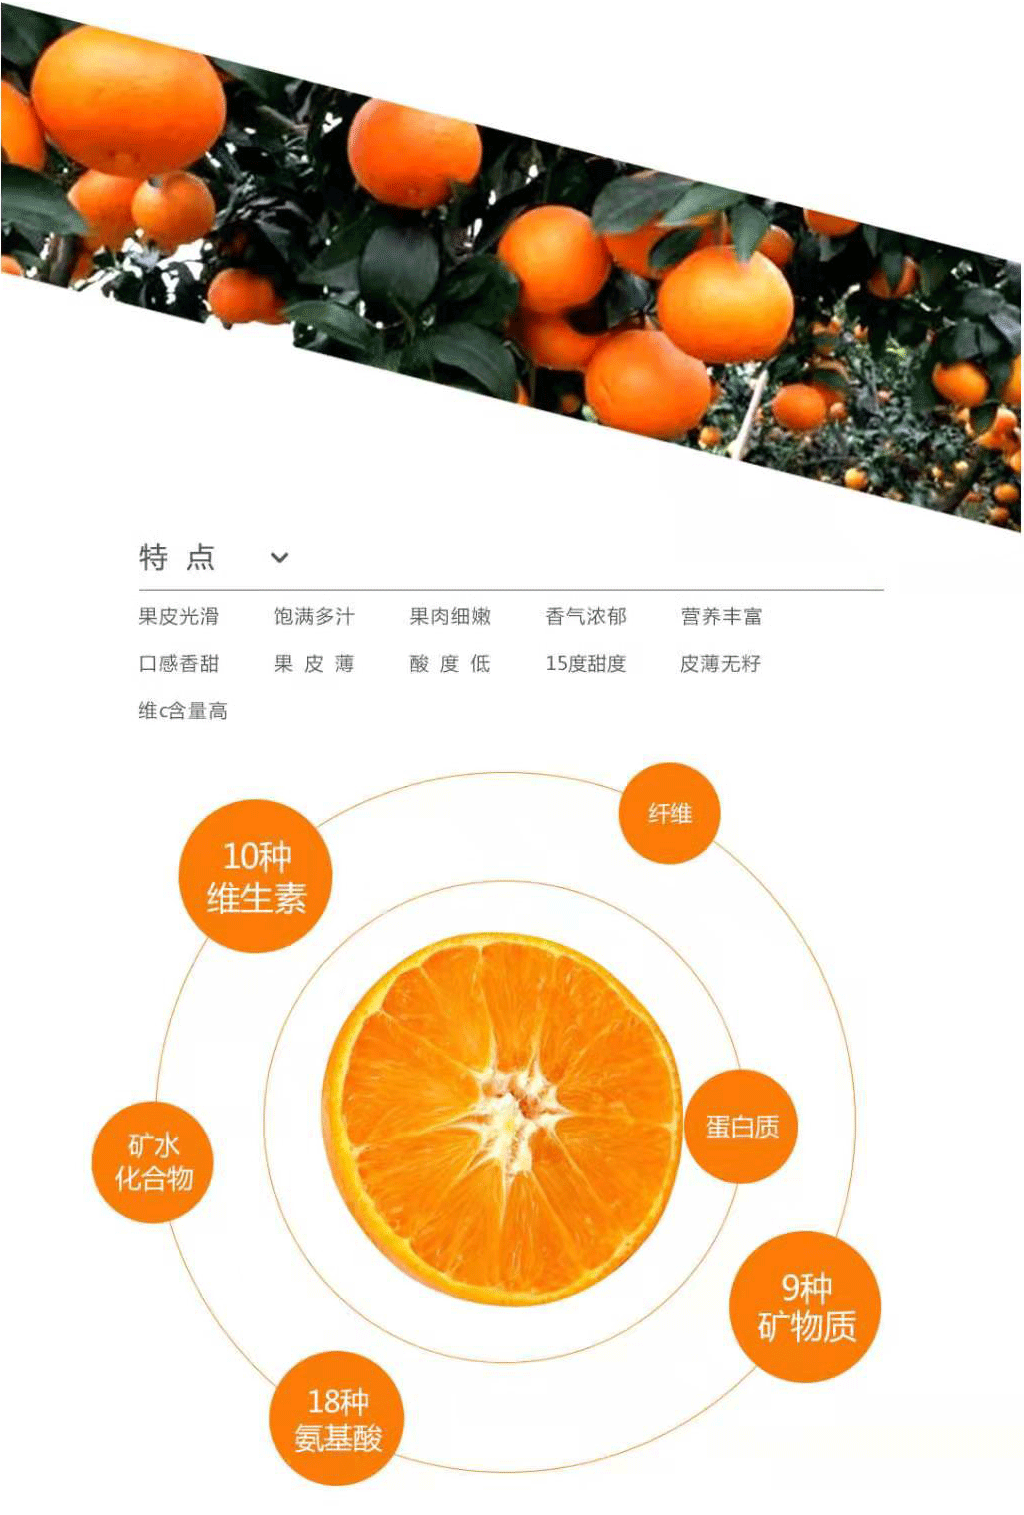 特 点
果皮光滑 饱满多汁 果肉细嫩 香气浓郁 营养丰富
口感香甜 果 皮 薄 酸 度 低 15度甜度 皮薄无籽
维c含量高
纤维
10种
维生素
矿水
化合物
蛋白质
9种
矿物质
18种
氨基酸